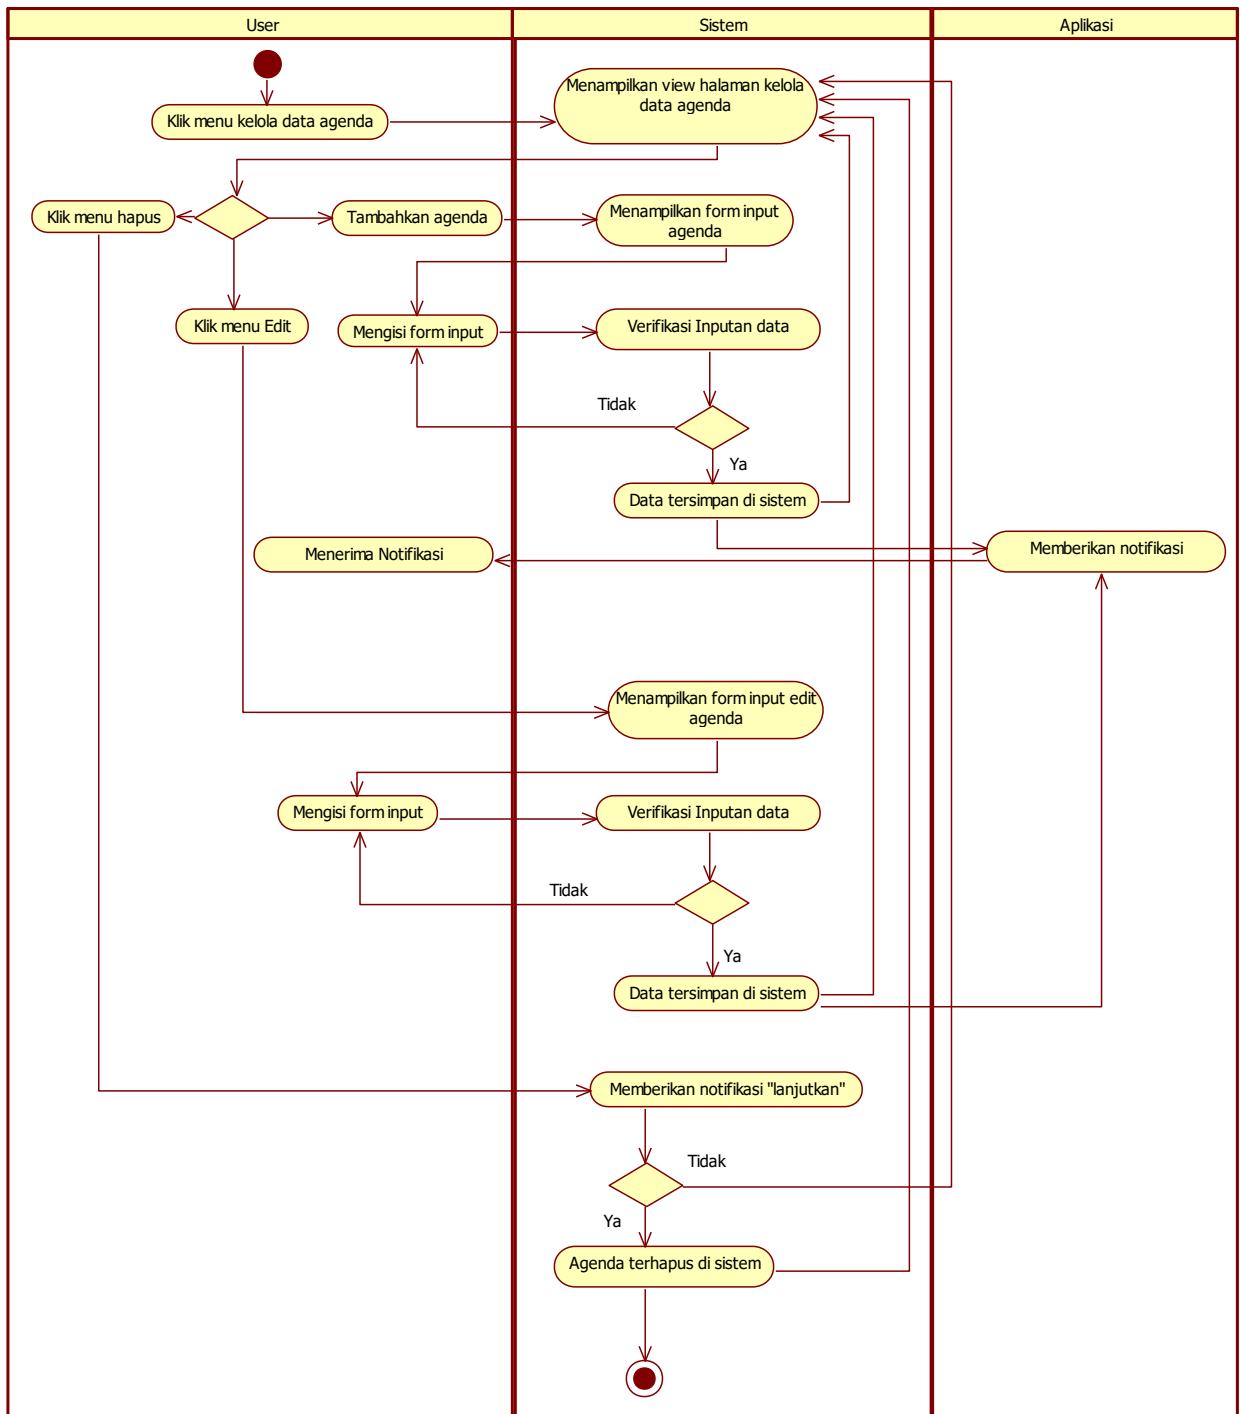 User
Sistem
Aplikasi
Menampilkan view halaman kelola
data agenda
Klik menu kelola data agenda
Klik menu hapus
Tambahkan agenda
Menampilkan form input
agenda
Klik menu Edit
Mengisi form input
Verifikasi Inputan data
Tidak
Ya
Data tersimpan di sistem
Menerima Notifikasi
Memberikan notifikasi
Menampilkan form input edit
agenda
Mengisi form input
Verifikasi Inputan data
Tidak
Ya
Data tersimpan di sistem
Memberikan notifikasi "lanjutkan"
Tidak
Ya
Agenda terhapus di sistem